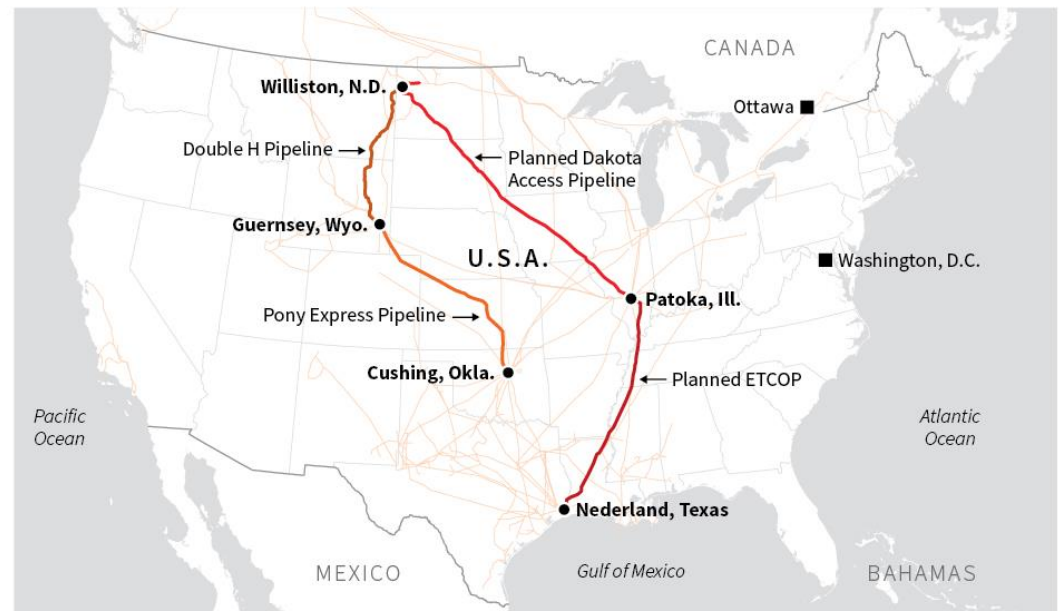 CANADA
Williston, N.D.
Ottawa
Double H Pipeline
Planned Dakota
Access Pipeline
Guernsey, Wyo.
U.S.A.
Washington, D.C.
Patoka, Ill.
Pony Express Pipeline
Cushing, Okla.
Planned ETCOP
Pacific
Ocean
Atlantic
Ocean
Nederland, Texas
MEXICO
Gulf of Mexico
BAHAMAS